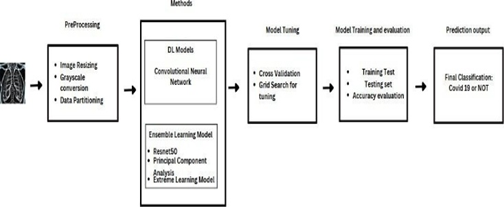 PreProcessing
Image Resizing
Grayscale
conversion
Data Partitioning
Methods
DL Models
Convolutional Neural
Network
Ensemble Learning Model
Resnet50
Principal Component
Analysis
Extreme Learning Model
Model Tuning
Cross Validation
Grid Search for
tuning
Model Training and evaluation
Training Test
Testing set
Accuracy evaluation
Prediction output
Final Classification:
Covid 19 or NOT